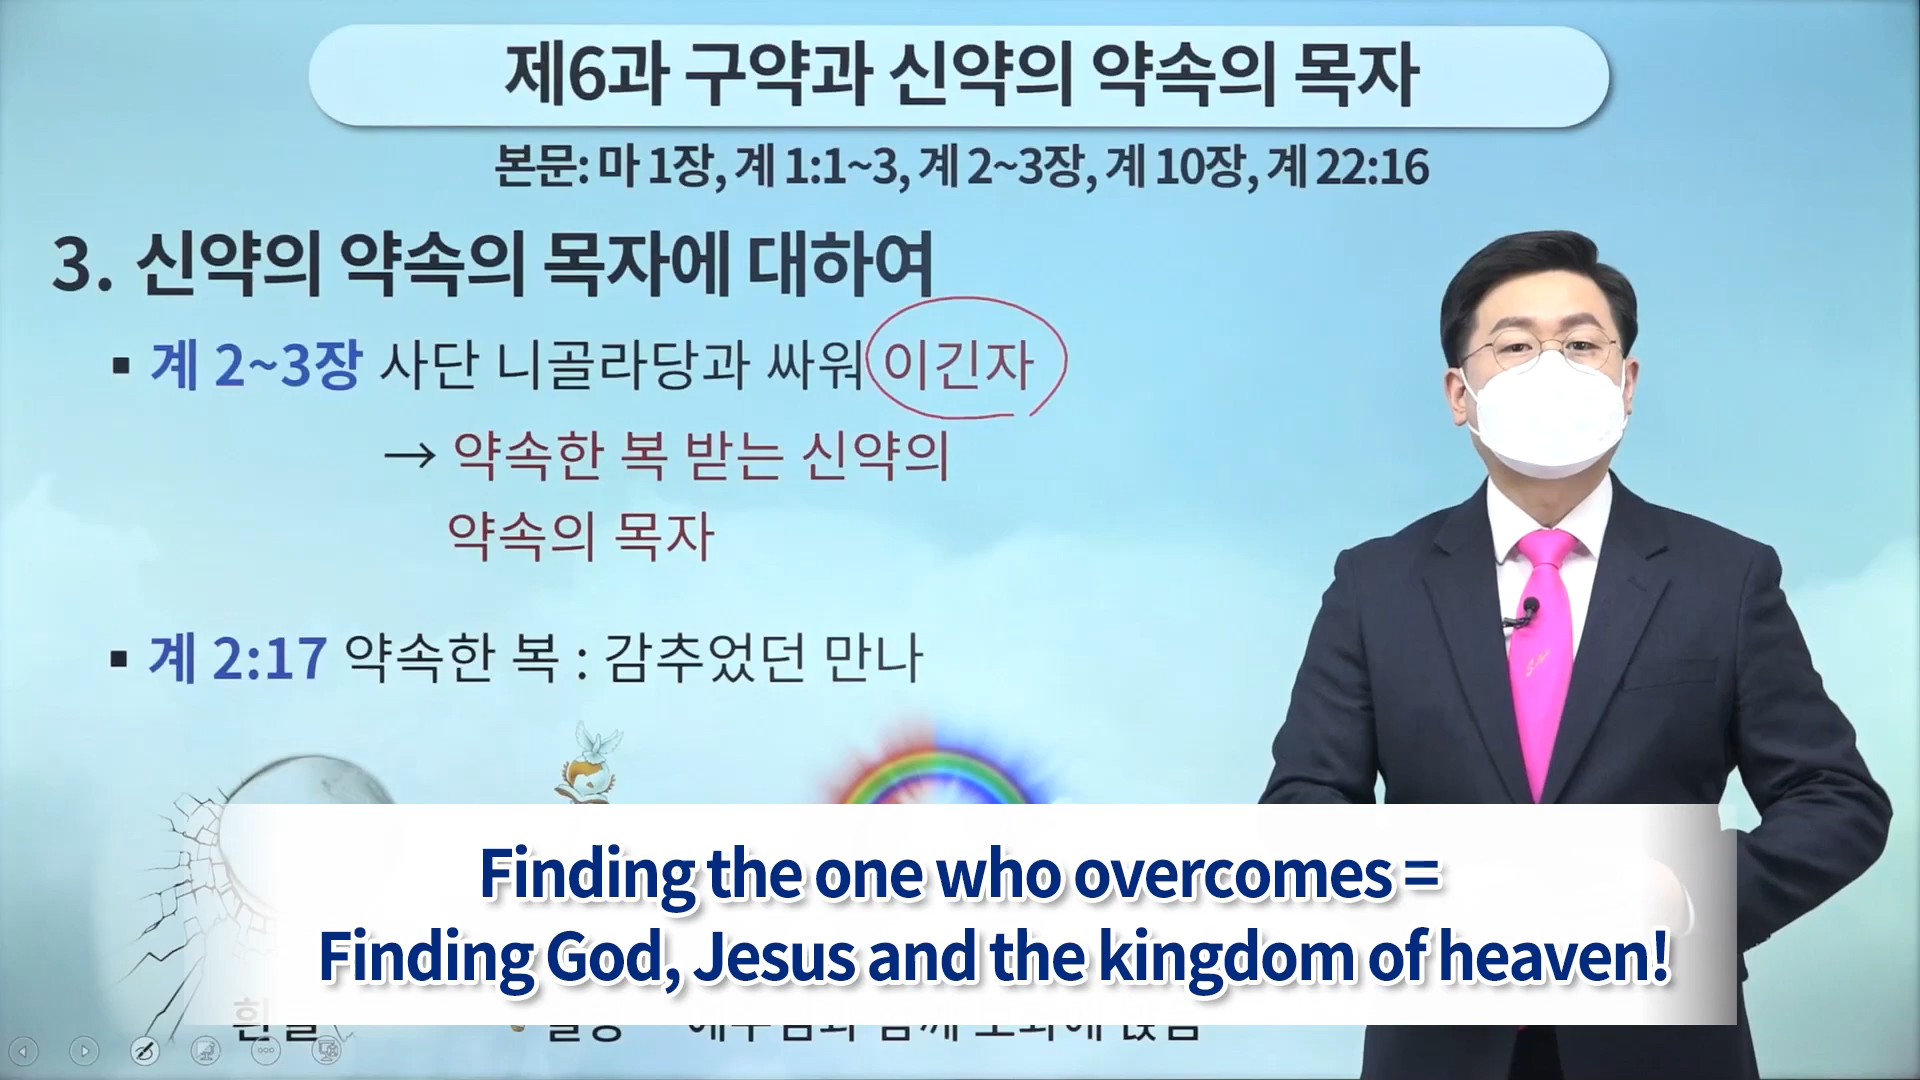 제6과 구약과 신약의 약속의 목자
본문: 마 1장, 계 1:1~3, 계 2~3장, 계 10장, 계 22:16
3. 신약의 약속의 목자에 대하여
▪ 계 2~3장 사단 니골라당과 싸워 이긴자
→ 약속한 복 받는 신약의
약속의 목자
▪ 계 2:17 약속한 복 : 감추었던 만나
Finding the one who overcomes =
Finding God, Jesus and the kingdom of heaven!